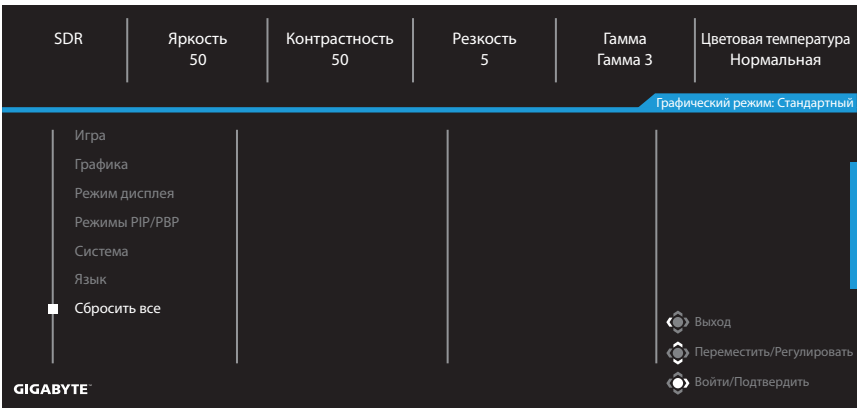 SDR
Яркость
50
Контрастность
50
Резкость
5
Гамма
Гамма 3
Цветовая температура
Нормальная
Графический режим: Стандартный
Игра
Графика
Режим дисплея
Режимы PIP/PBP
Система
Язык
Сбросить все
Выход
Переместить/Регулировать
Войти/Подтвердить
GIGABYTE™